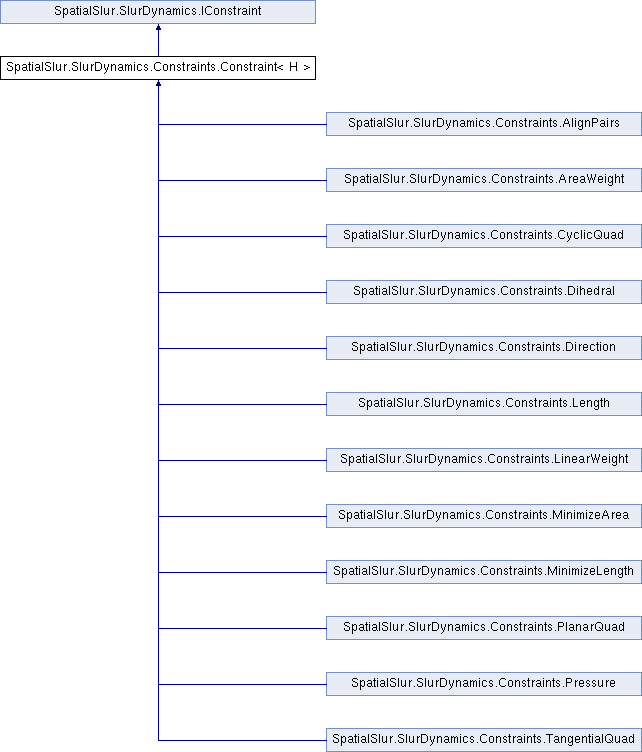 SpatialSlur.SlurDynamics.IConstraint
SpatialSlur.SlurDynamics.Constraints.Constraint< H >
SpatialSlur.SlurDynamics.Constraints.AlignPairs
SpatialSlur.SlurDynamics.Constraints.AreaWeight
SpatialSlur.SlurDynamics.Constraints.CyclicQuad
SpatialSlur.SlurDynamics.Constraints.Dihedral
SpatialSlur.SlurDynamics.Constraints.Direction
SpatialSlur.SlurDynamics.Constraints.Length
SpatialSlur.SlurDynamics.Constraints.LinearWeight
SpatialSlur.SlurDynamics.Constraints.MinimizeArea
SpatialSlur.SlurDynamics.Constraints.MinimizeLength
SpatialSlur.SlurDynamics.Constraints.PlanarQuad
SpatialSlur.SlurDynamics.Constraints.Pressure
SpatialSlur.SlurDynamics.Constraints.TangentialQuad